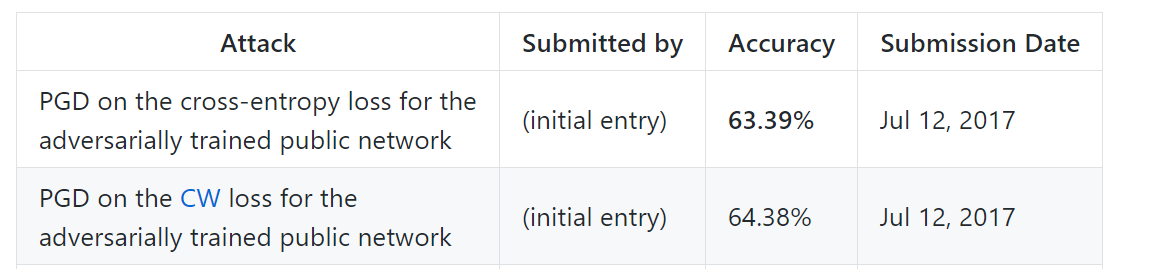 Attack Submitted by Accuracy Submission Date
PGD on the cross-entropy loss for the
adversarially trained public network
(initial entry) 63.39% Jul 12, 2017
PGD on the CW loss for the
adversarially trained public network
(initial entry) 64.38% Jul 12, 2017